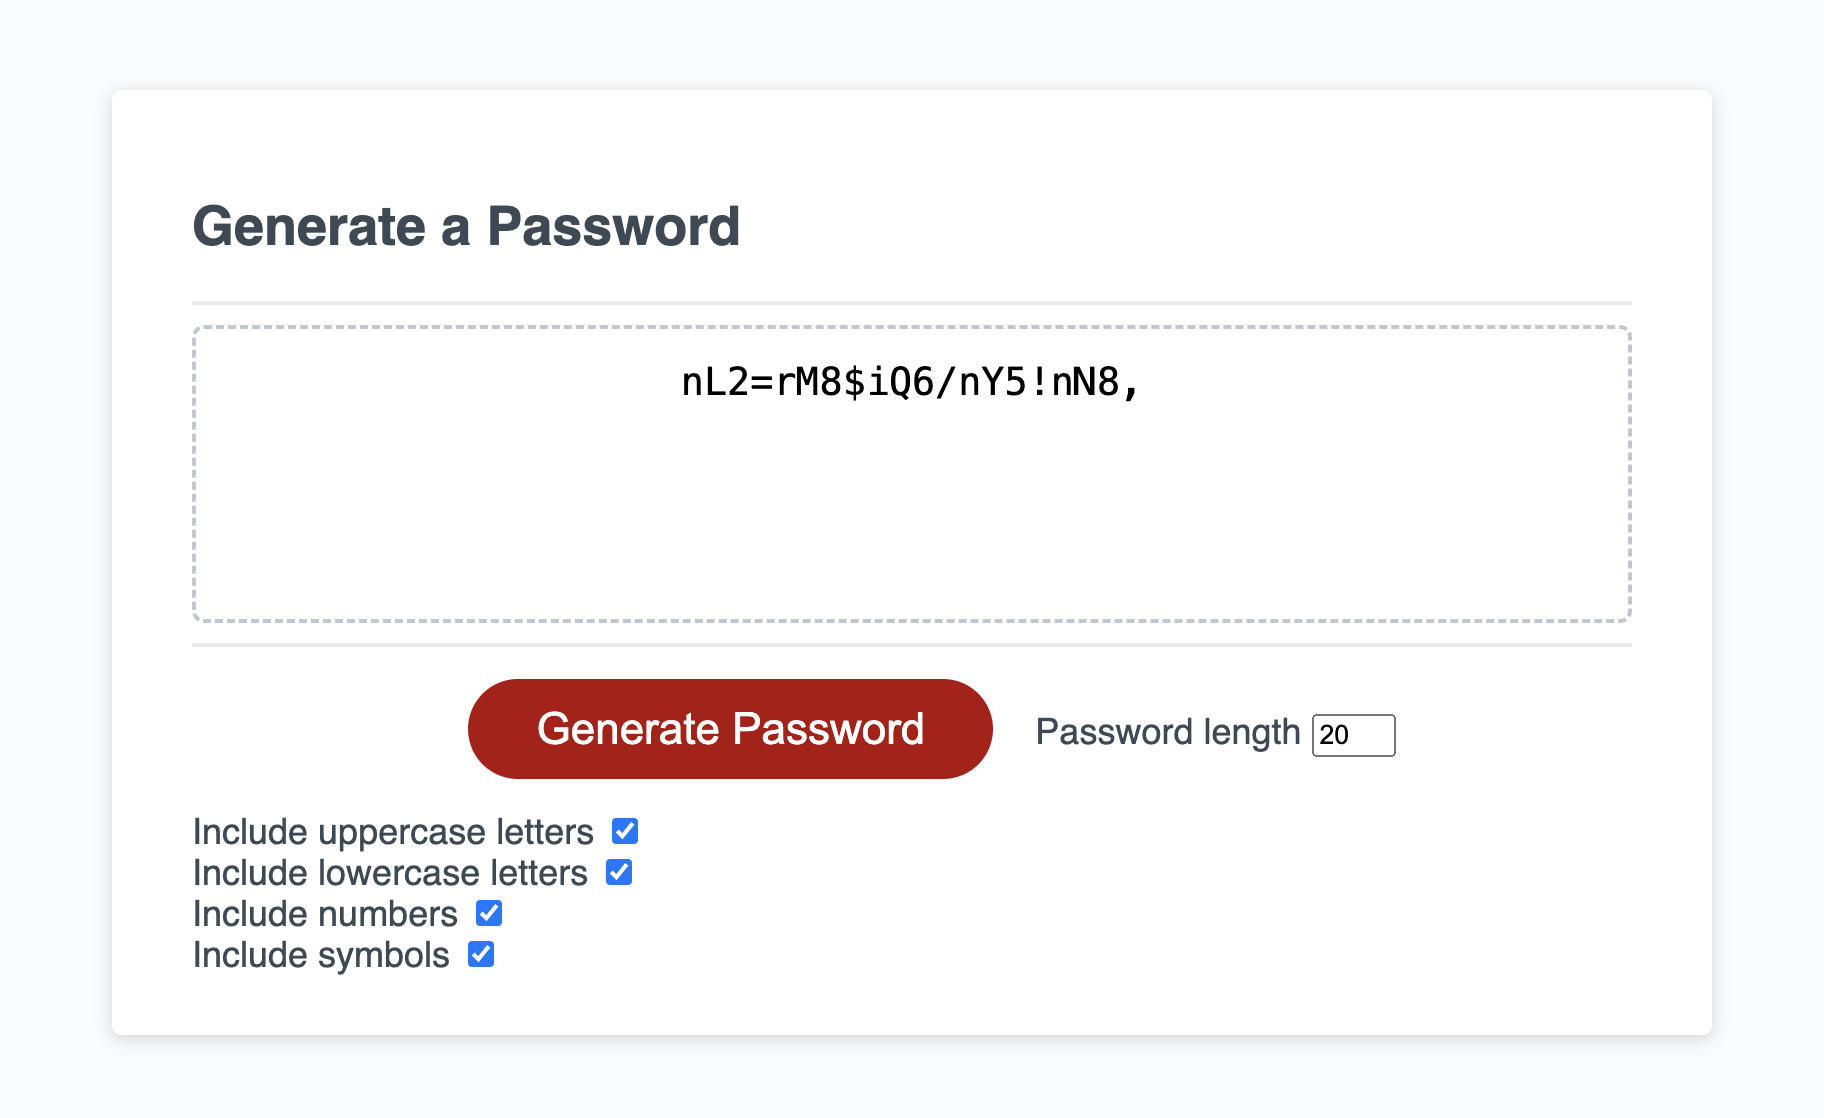 Generate a Password
nL2=rM8$iQ6/nY5!nN8,
Generate Password
Password length 20
Include uppercase letters
Include lowercase letters
Include numbers
Include symbols